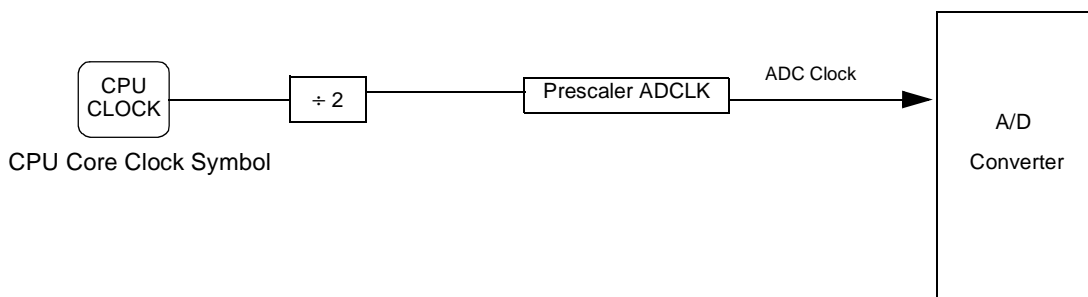 CPU
CLOCK
CPU Core Clock Symbol
÷ 2
Prescaler ADCLK
ADC Clock
A/D
Converter